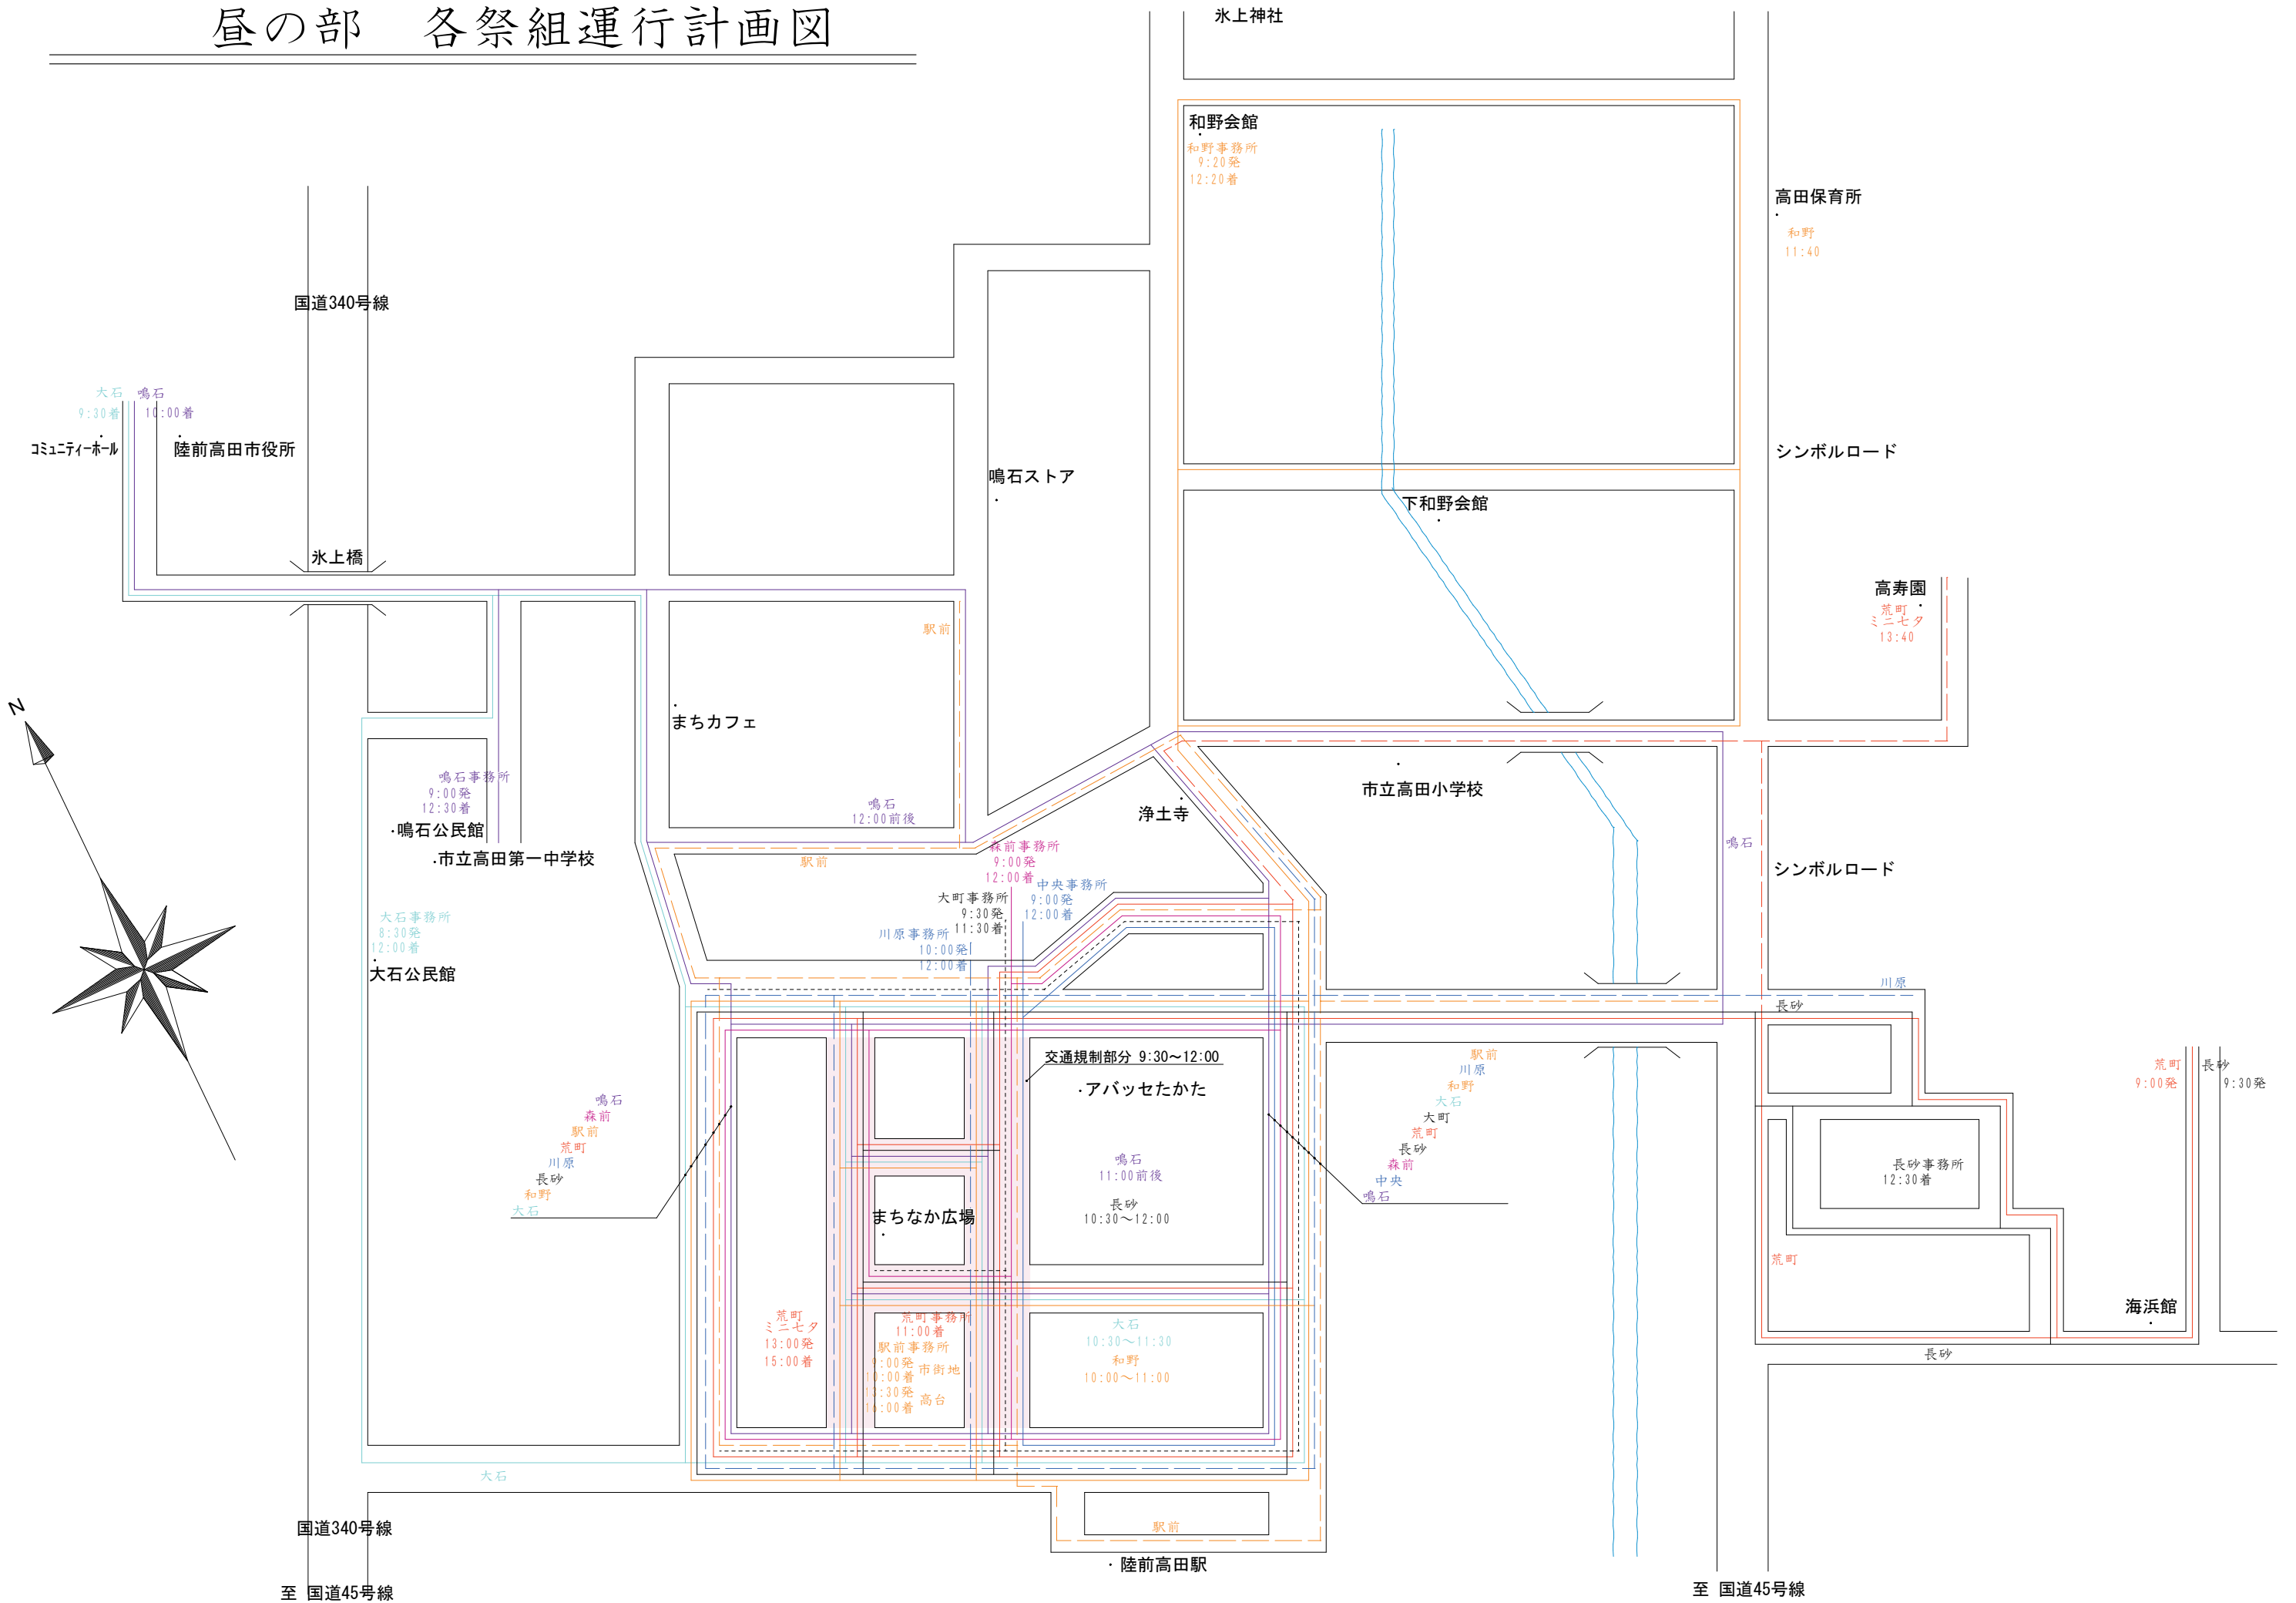 昼の部　各祭組運行計画図
氷上神社
和野会館
和野事務所
9:20発
12:20着
高田保育所
和野
11:40
国道340号線
大石
9:30着
鳴石
10:00着
コミュニティーホール
陸前高田市役所
鳴石ストア
シンボルロード
下和野会館
氷上橋
高寿園
荒町
ミニ七夕
13:40
駅前
N
まちカフェ
鳴石事務所
9:00発
12:30着
鳴石公民館
市立高田第一中学校
鳴石
12:00前後
駅前
浄土寺
市立高田小学校
鳴石
シンボルロード
森前事務所
9:00発
12:00着
中央事務所
9:00発
12:00着
大町事務所
9:30発
11:30着
川原事務所
10:00発
12:00着
大石事務所
8:30発
12:00着
大石公民館
川原
長砂
交通規制部分 9:30～12:00
アバッセたかた
駅前
川原
和野
大石
大町
荒町
長砂
森前
中央
鳴石
鳴石
森前
駅前
荒町
川原
長砂
和野
大石
荒町
9:00発
長砂
9:30発
鳴石
11:00前後
長砂
10:30～12:00
長砂事務所
12:30着
まちなか広場
荒町
海浜館
長砂
荒町
ミニ七夕
13:00発
15:00着
荒町事務所
11:00着
駅前事務所
9:00発
10:00着
市街地
13:30発
16:00着
高台
大石
10:30～11:30
和野
10:00～11:00
大石
駅前
国道340号線
陸前高田駅
至 国道45号線
至 国道45号線